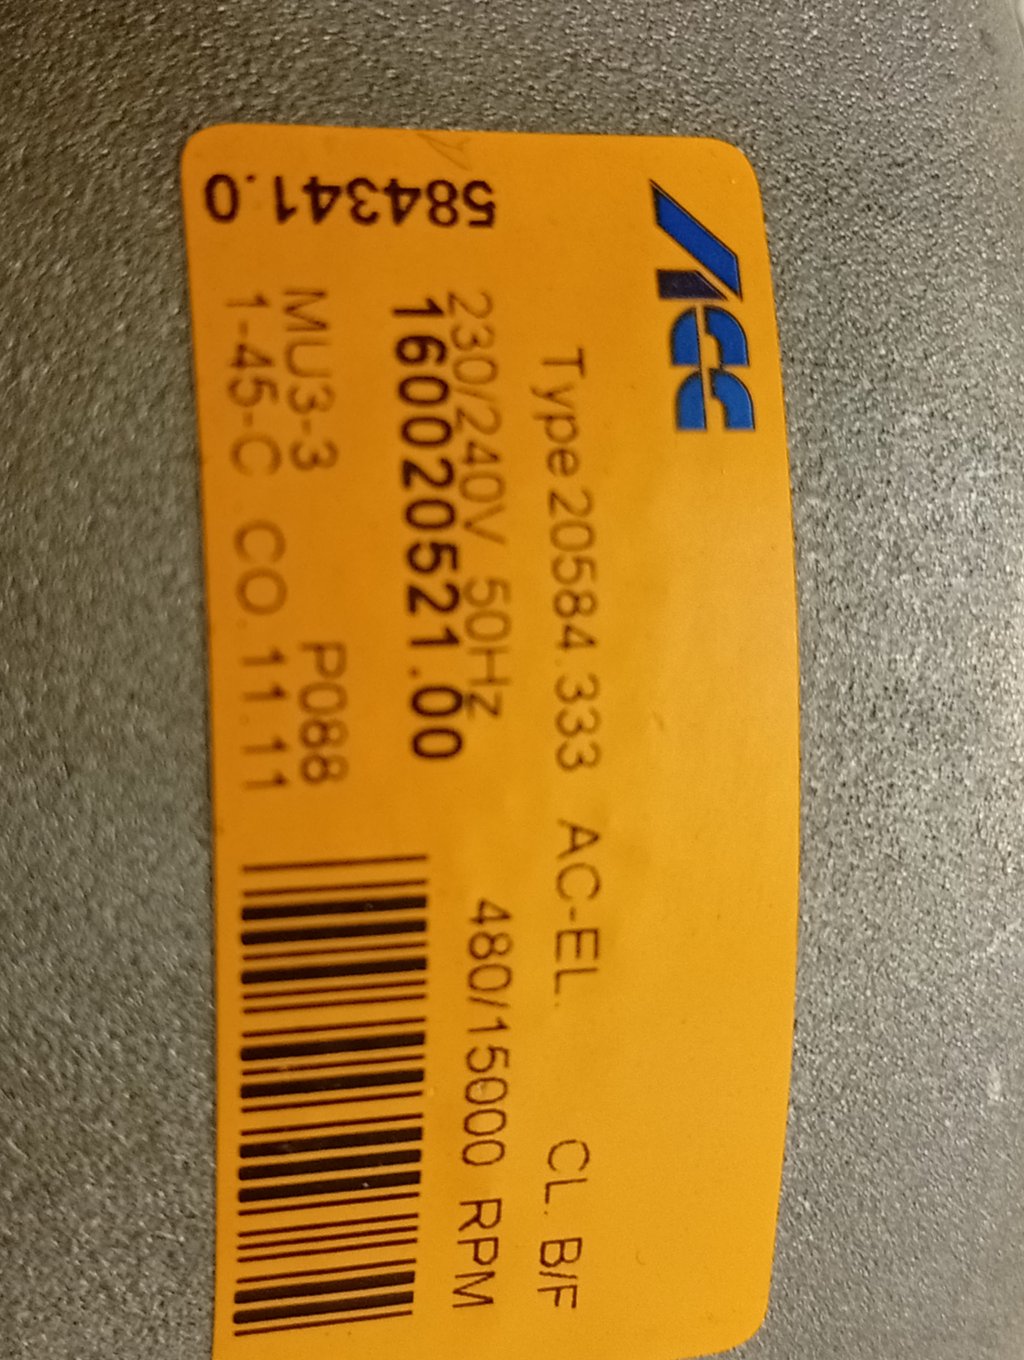 ACC
Type 20584.333 AC-EL. CL. B/F
230/240V 50Hz 480/15000 RPM
160020521.00
MU3-3 P088
1-45-C CO.11.11
584341.0